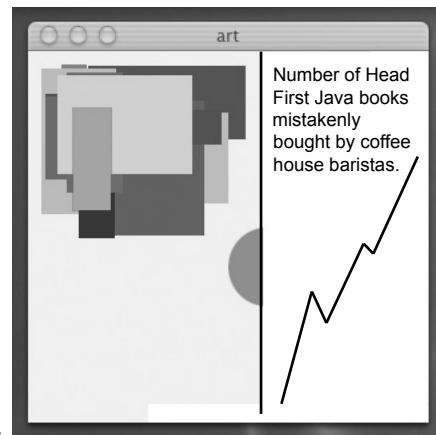 art
Number of Head
First Java books
mistakenly
bought by coffee
house baristas.